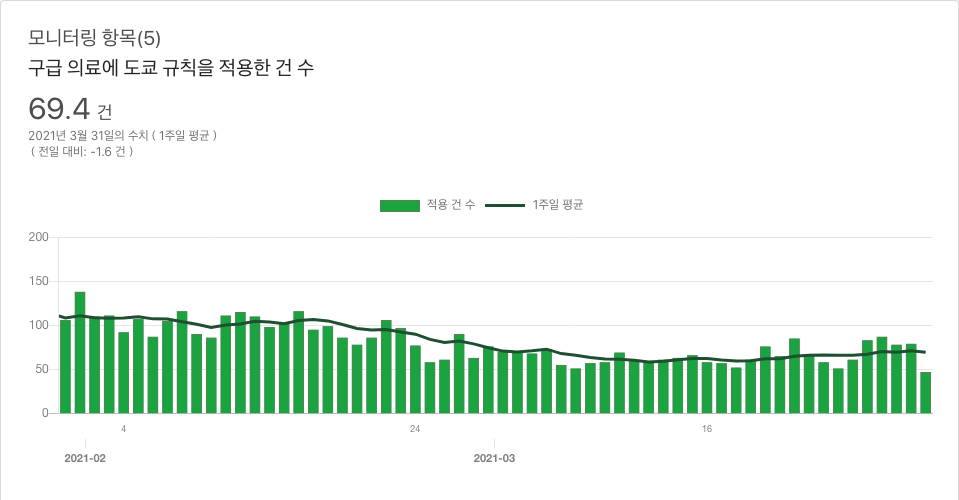 모니터링 항목(5)
구급 의료에 도쿄 규칙을 적용한 건 수
69.4 건
2021년 3월 31일의 수치 ( 1주일 평균 )
( 전일 대비: -1.6 건 )
적용 건 수 1주일 평균
200
150
100
50
0
4 24 16
2021-02 2021-03